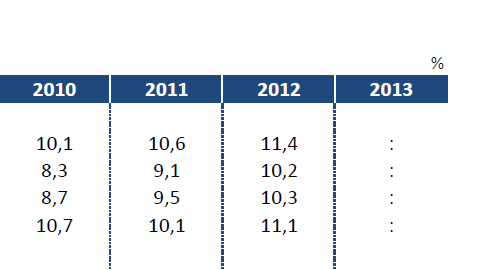 %
2010 2011 2012 2013
10,1 10,6 11,4 :
8,3 9,1 10,2 :
8,7 9,5 10,3 :
10,7 10,1 11,1 :